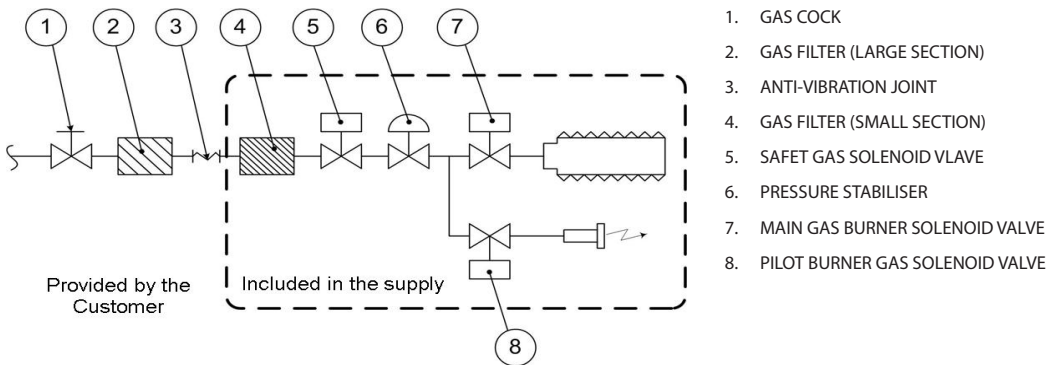 1 2 3 4 5 6 7
Provided by the
Customer
Included in the supply
8
1. GAS COCK
2. GAS FILTER (LARGE SECTION)
3. ANTI-VIBRATION JOINT
4. GAS FILTER (SMALL SECTION)
5. SAFET GAS SOLENOID VLAVE
6. PRESSURE STABILISER
7. MAIN GAS BURNER SOLENOID VALVE
8. PILOT BURNER GAS SOLENOID VALVE